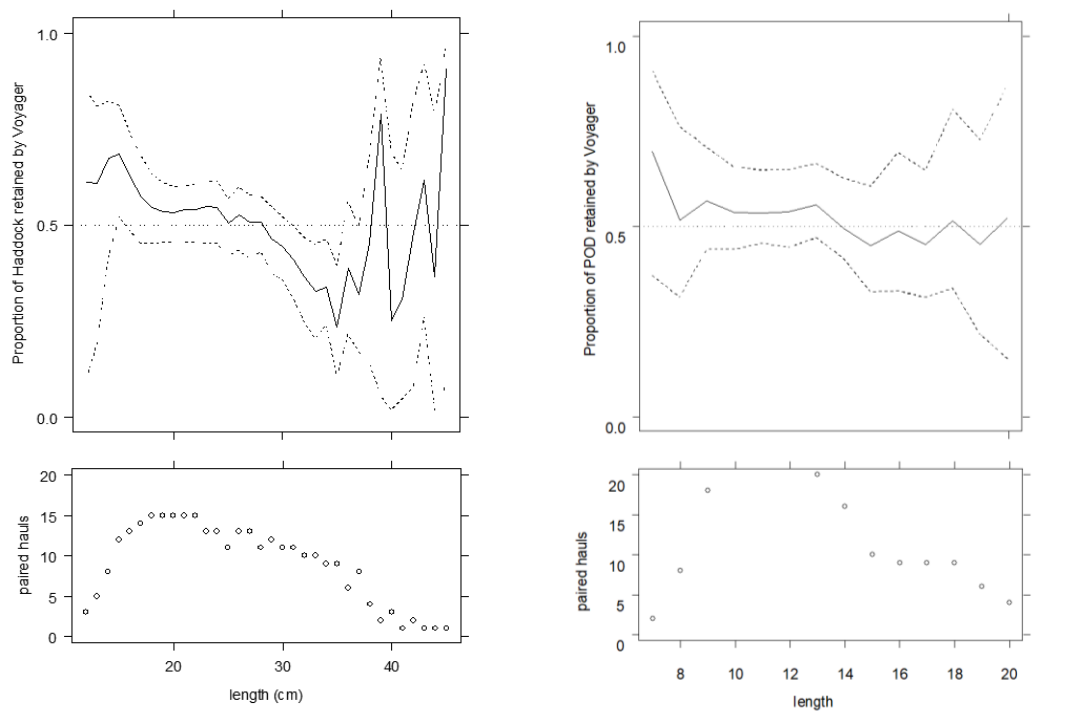 1.0
0.5
0.0
Proportion of Haddock retained by Voyager
20
15
10
5
0
paired hauls
20 30 40
length (cm)
1.0
0.5
0.0
Proportion of POD retained by Voyager
20
15
10
5
0
paired hauls
8 10 12 14 16 18 20
length